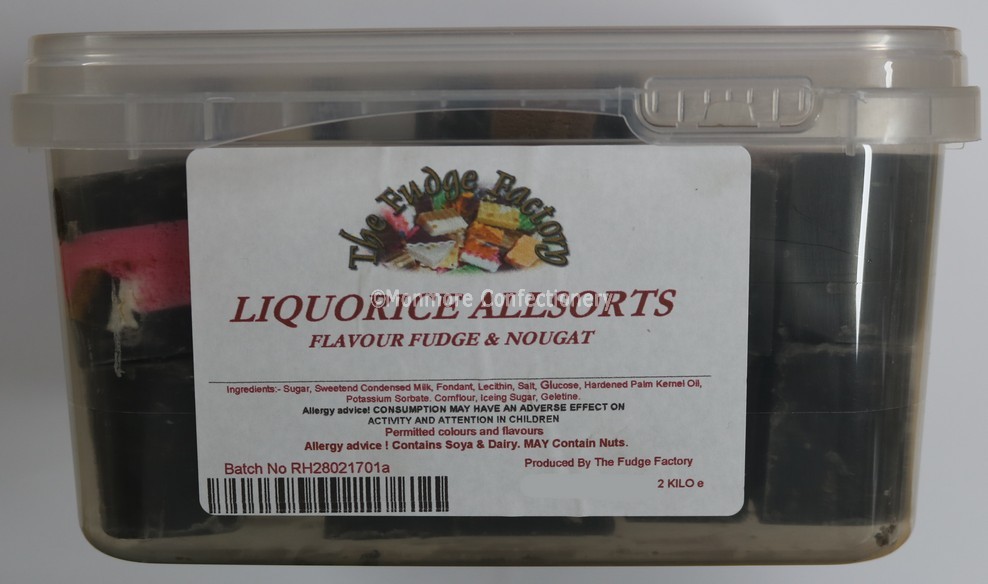 The Fudge Factory
LIQUORICE ALLSORTS
©Monmore Confectionery
FLAVOUR FUDGE & NOUGAT
Ingredients:- Sugar, Sweetend Condensed Milk, Fondant, Lecithin, Salt, Glucose, Hardened Palm Kernel Oil,
Potassium Sorbate. Cornflour, Iceing Sugar, Geletine.
Allergy advice! CONSUMPTION MAY HAVE AN ADVERSE EFFECT ON
ACTIVITY AND ATTENTION IN CHILDREN
Permitted colours and flavours
Allergy advice ! Contains Soya & Dairy. MAY Contain Nuts.
Batch No RH28021701a
Produced By The Fudge Factory
2 KILO e